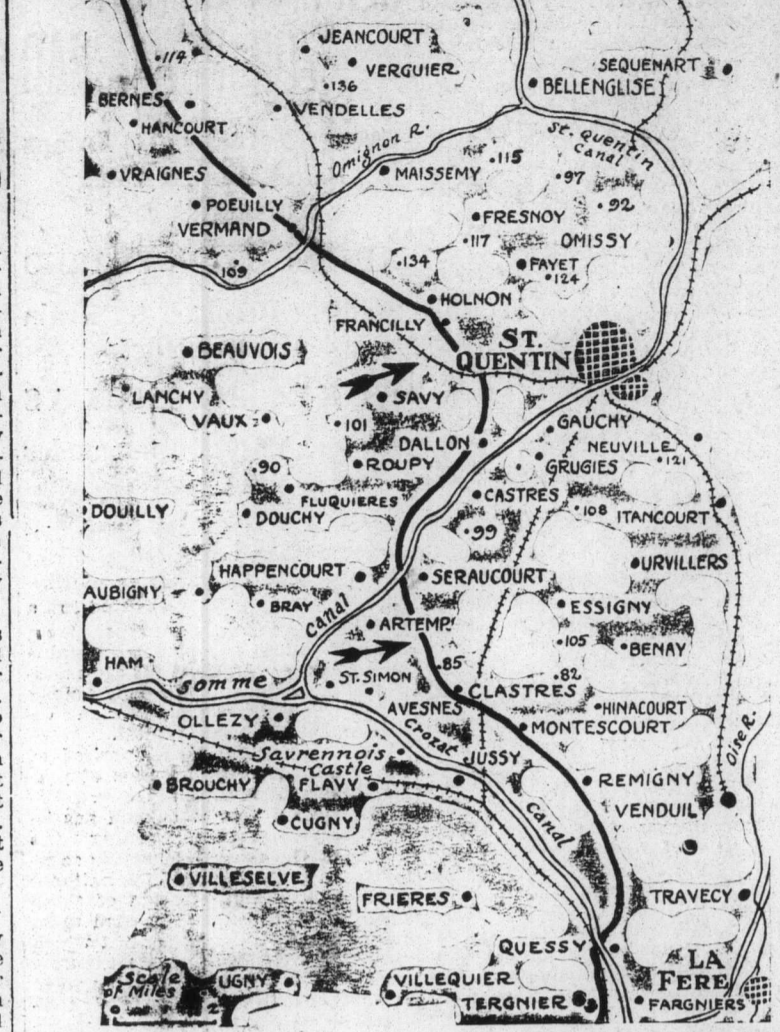 JEANCOURT
.114
VERGUIER
SEQUENART
.136
BELLENGLISE
BERNES
VENDELLES
HANCOURT
Omignon R.
St. Quentin
Canal
.115
VRAIGNES
MAISSEMY
.97
POEUILLY
.92
VERMAND
FRESNOY
.117
OMISSY
.134
FAYET
109
.124
HOLNON
FRANCILLY
ST.
QUENTIN
BEAUVOIS
LANCHY
SAVY
VAUX
.101
GAUCHY
DALLON
NEUVILLE
.90
ROUPY
GRUGIES
.121
FLUQUIERES
CASTRES
DOUILLY
DOUCHY
.108
ITANCOURT
.99
HAPPENCOURT
SERAUCOURT
URVILLERS
AUBIGNY
BRAY
canal
ESSIGNY
ARTEMP.
.105
BENAY
HAM
.85
.82
somme
ST. SIMON
CLASTRES
OLLEZY
AVESNES
HINACOURT
Crozat
MONTESCOURT
Oise R.
Savrennois
Castle
JUSSY
BROUCHY
FLAVY
REMIGNY
Canal
VENDUIL
CUGNY
VILLESELVE
FRIERES
TRAVECY
QUESSY
LA
FERE
Scale
of Miles
UGNY
VILLEQUIER
2
TERGNIER
FARGNIERS